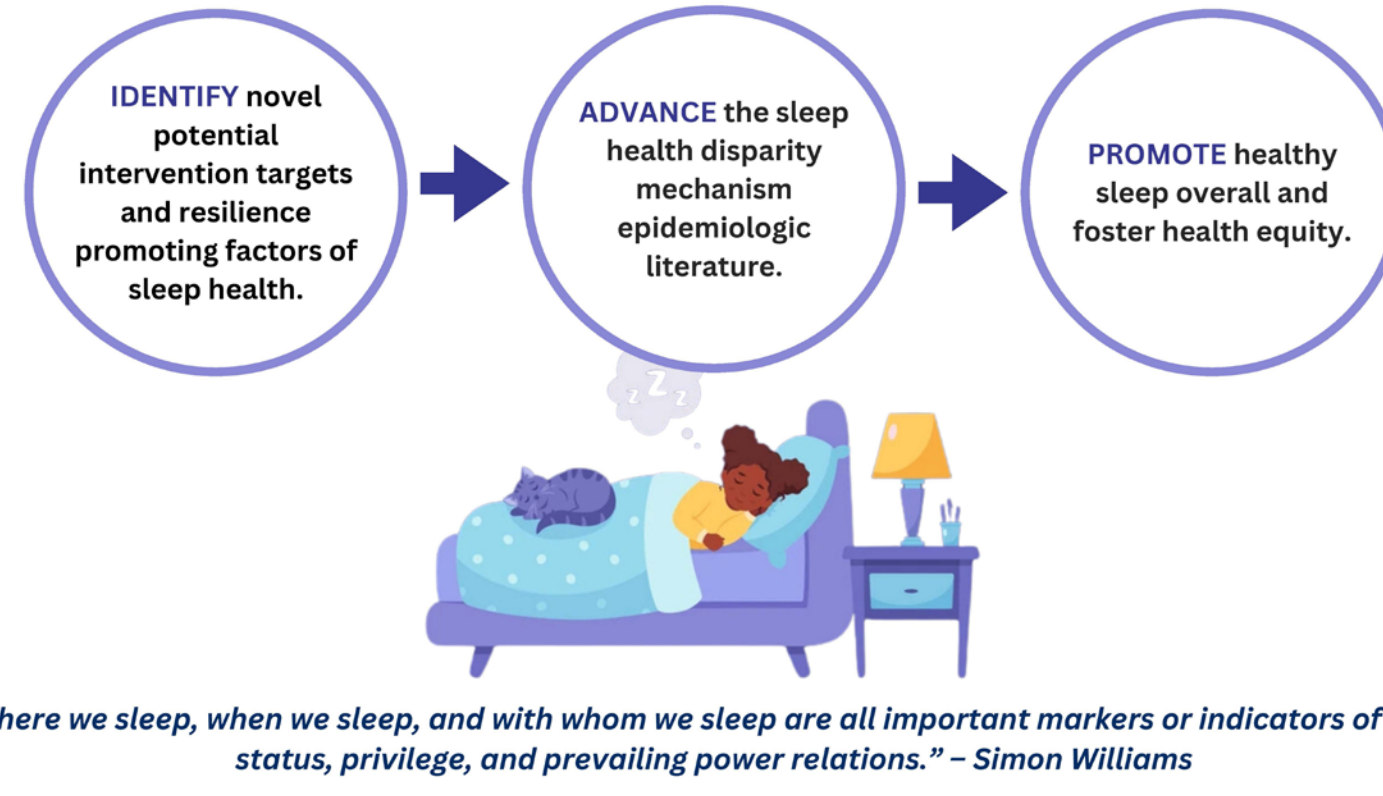 IDENTIFY novel
potential
intervention targets
and resilience
promoting factors of
sleep health.
ADVANCE the sleep
health disparity
mechanism
epidemiologic
literature.
PROMOTE healthy
sleep overall and
foster health equity.
z Z z
here we sleep, when we sleep, and with whom we sleep are all important markers or indicators of
status, privilege, and prevailing power relations.” – Simon Williams